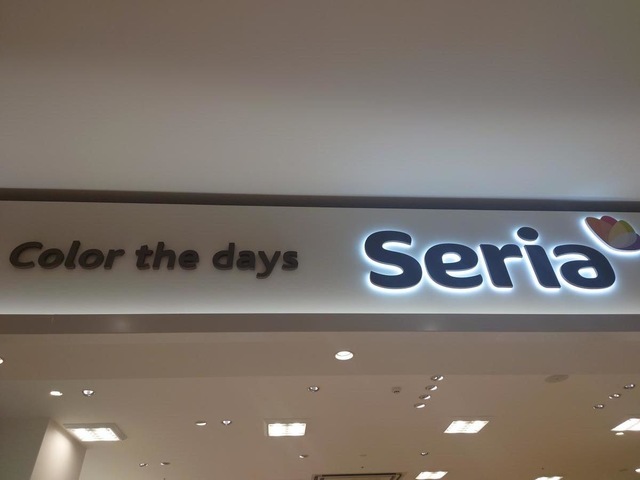 Color the days
Seria